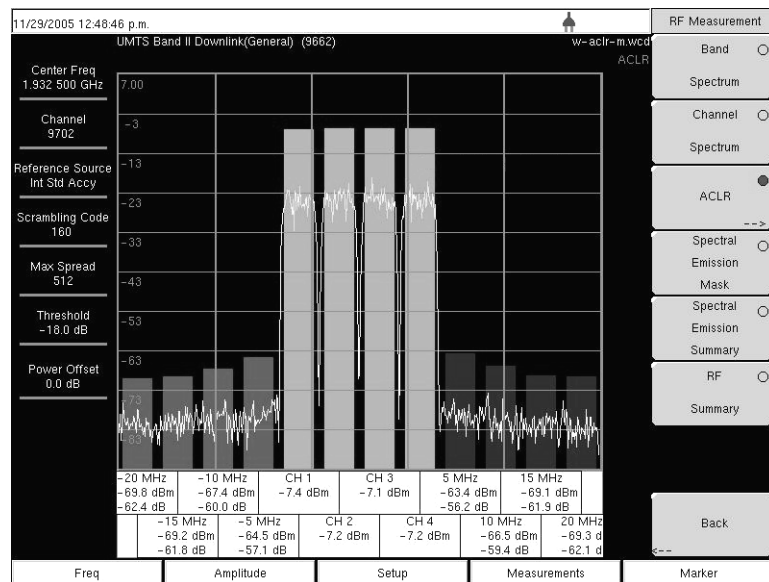 11/29/2005 12:48:46 p.m.
UMTS Band II Downlink(General) (9662)
w-aclr-m.wcd
ACLR
Center Freq
1.932 500 GHz
Channel
9702
Reference Source
Int Std Accy
Scrambling Code
160
Max Spread
512
Threshold
-18.0 dB
Power Offset
0.0 dB
7.00
-3
-13
-23
-33
-43
-53
-63
-73
-83
-20 MHz -10 MHz CH 1 CH 3 5 MHz 15 MHz
-69.8 dBm -67.4 dBm -7.4 dBm -7.1 dBm -63.4 dBm -69.1 dBm
-62.4 dB -60.0 dB -56.2 dB -61.9 dB
-15 MHz -5 MHz CH 2 CH 4 10 MHz 20 MHz
-69.2 dBm -64.5 dBm -7.2 dBm -7.2 dBm -66.5 dBm -69.3 d
-61.8 dB -57.1 dB -59.4 dB -62.1 d
RF Measurement
Band
Spectrum
Channel
Spectrum
ACLR
-->
Spectral
Emission
Mask
Spectral
Emission
Summary
RF
Summary
Back
<--
Freq Amplitude Setup Measurements Marker